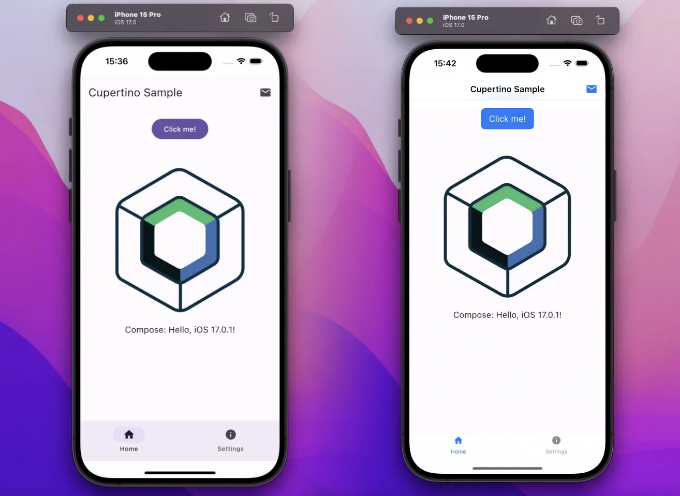 iPhone 15 Pro
iOS 17.0
15:36
Cupertino Sample
Click me!
Compose: Hello, iOS 17.0.1!
Home
Settings
iPhone 15 Pro
iOS 17.0
15:42
Cupertino Sample
Click me!
Compose: Hello, iOS 17.0.1!
Home
Settings